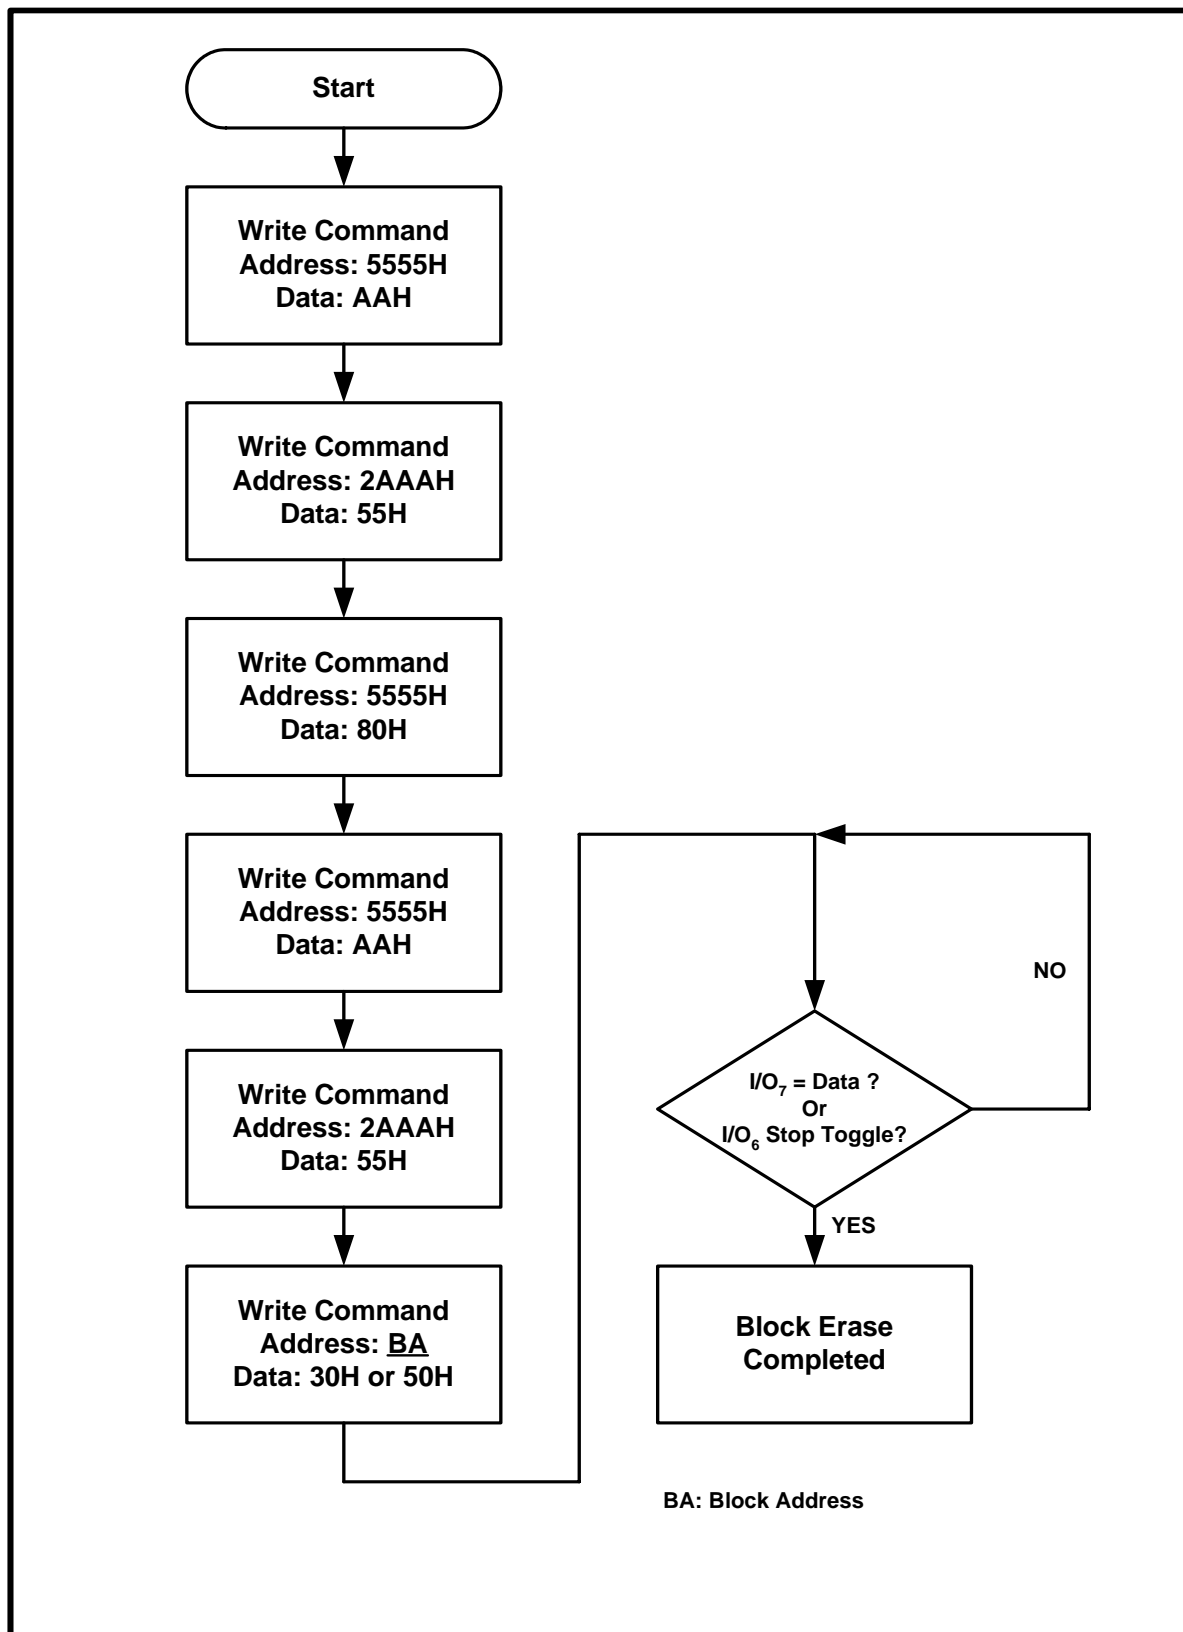 Start
Write Command
Address: 5555H
Data: AAH
Write Command
Address: 2AAAH
Data: 55H
Write Command
Address: 5555H
Data: 80H
Write Command
Address: 5555H
Data: AAH
Write Command
Address: 2AAAH
Data: 55H
Write Command
Address: BA
Data: 30H or 50H
NO
I/O7 = Data ?
Or
I/O6 Stop Toggle?
YES
Block Erase
Completed
BA: Block Address